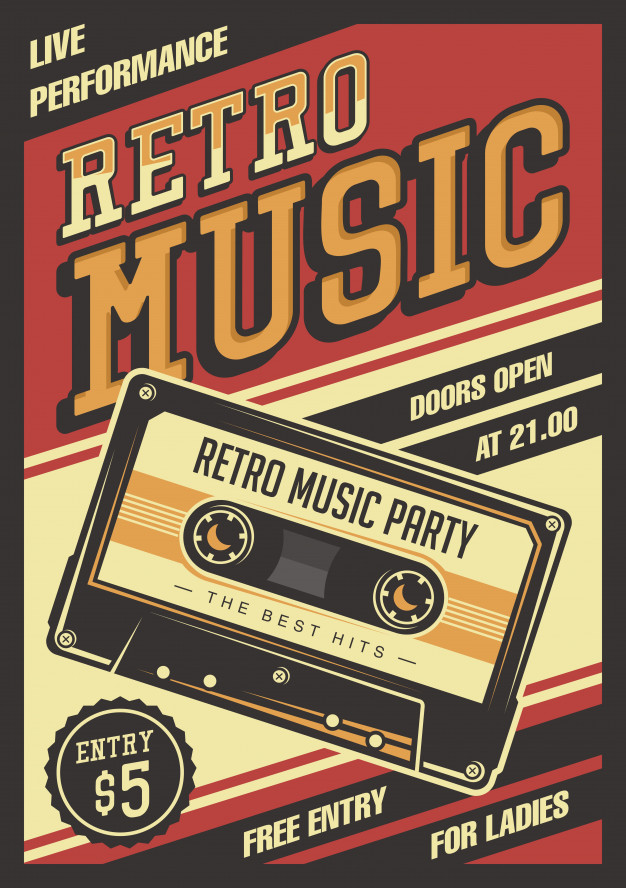 LIVE
PERFORMANCE
RETRO
MUSIC
DOORS OPEN
AT 21.00
RETRO MUSIC PARTY
— THE BEST HITS —
ENTRY
$5
FREE ENTRY
FOR LADIES